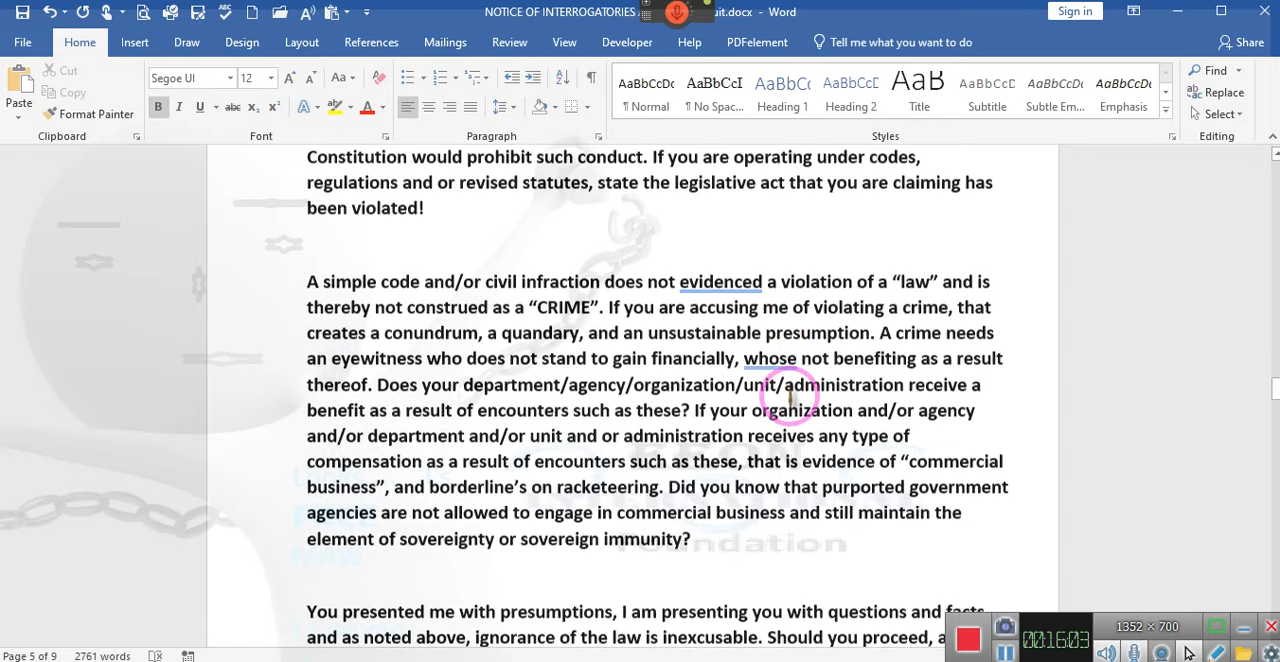 NOTICE OF INTERROGATORIES uit.docx - Word
Sign in
File Home Insert Draw Design Layout References Mailings Review View Developer Help PDFelement Tell me what you want to do Share
Paste Cut Copy Format Painter
Segoe UI 12
AaBbCcDc AaBbCcI AaBbCcD AaBbCcD AaB AaBbCcD AaBbCcDc AaBbCcDc
¶ Normal ¶ No Spac... Heading 1 Heading 2 Title Subtitle Subtle Em... Emphasis
Find Replace Select
Clipboard Font Paragraph Styles Editing
Constitution would prohibit such conduct. If you are operating under codes,
regulations and or revised statutes, state the legislative act that you are claiming has
been violated!
A simple code and/or civil infraction does not evidenced a violation of a “law” and is
thereby not construed as a “CRIME”. If you are accusing me of violating a crime, that
creates a conundrum, a quandary, and an unsustainable presumption. A crime needs
an eyewitness who does not stand to gain financially, whose not benefiting as a result
thereof. Does your department/agency/organization/unit/administration receive a
benefit as a result of encounters such as these? If your organization and/or agency
and/or department and/or unit and or administration receives any type of
compensation as a result of encounters such as these, that is evidence of “commercial
business”, and borderline’s on racketeering. Did you know that purported government
agencies are not allowed to engage in commercial business and still maintain the
element of sovereignty or sovereign immunity?
Foundation
You presented me with presumptions, I am presenting you with questions and facts
and as noted above, ignorance of the law is inexcusable. Should you proceed, a
1352 × 700
00:16:03
Page 5 of 9 2761 words